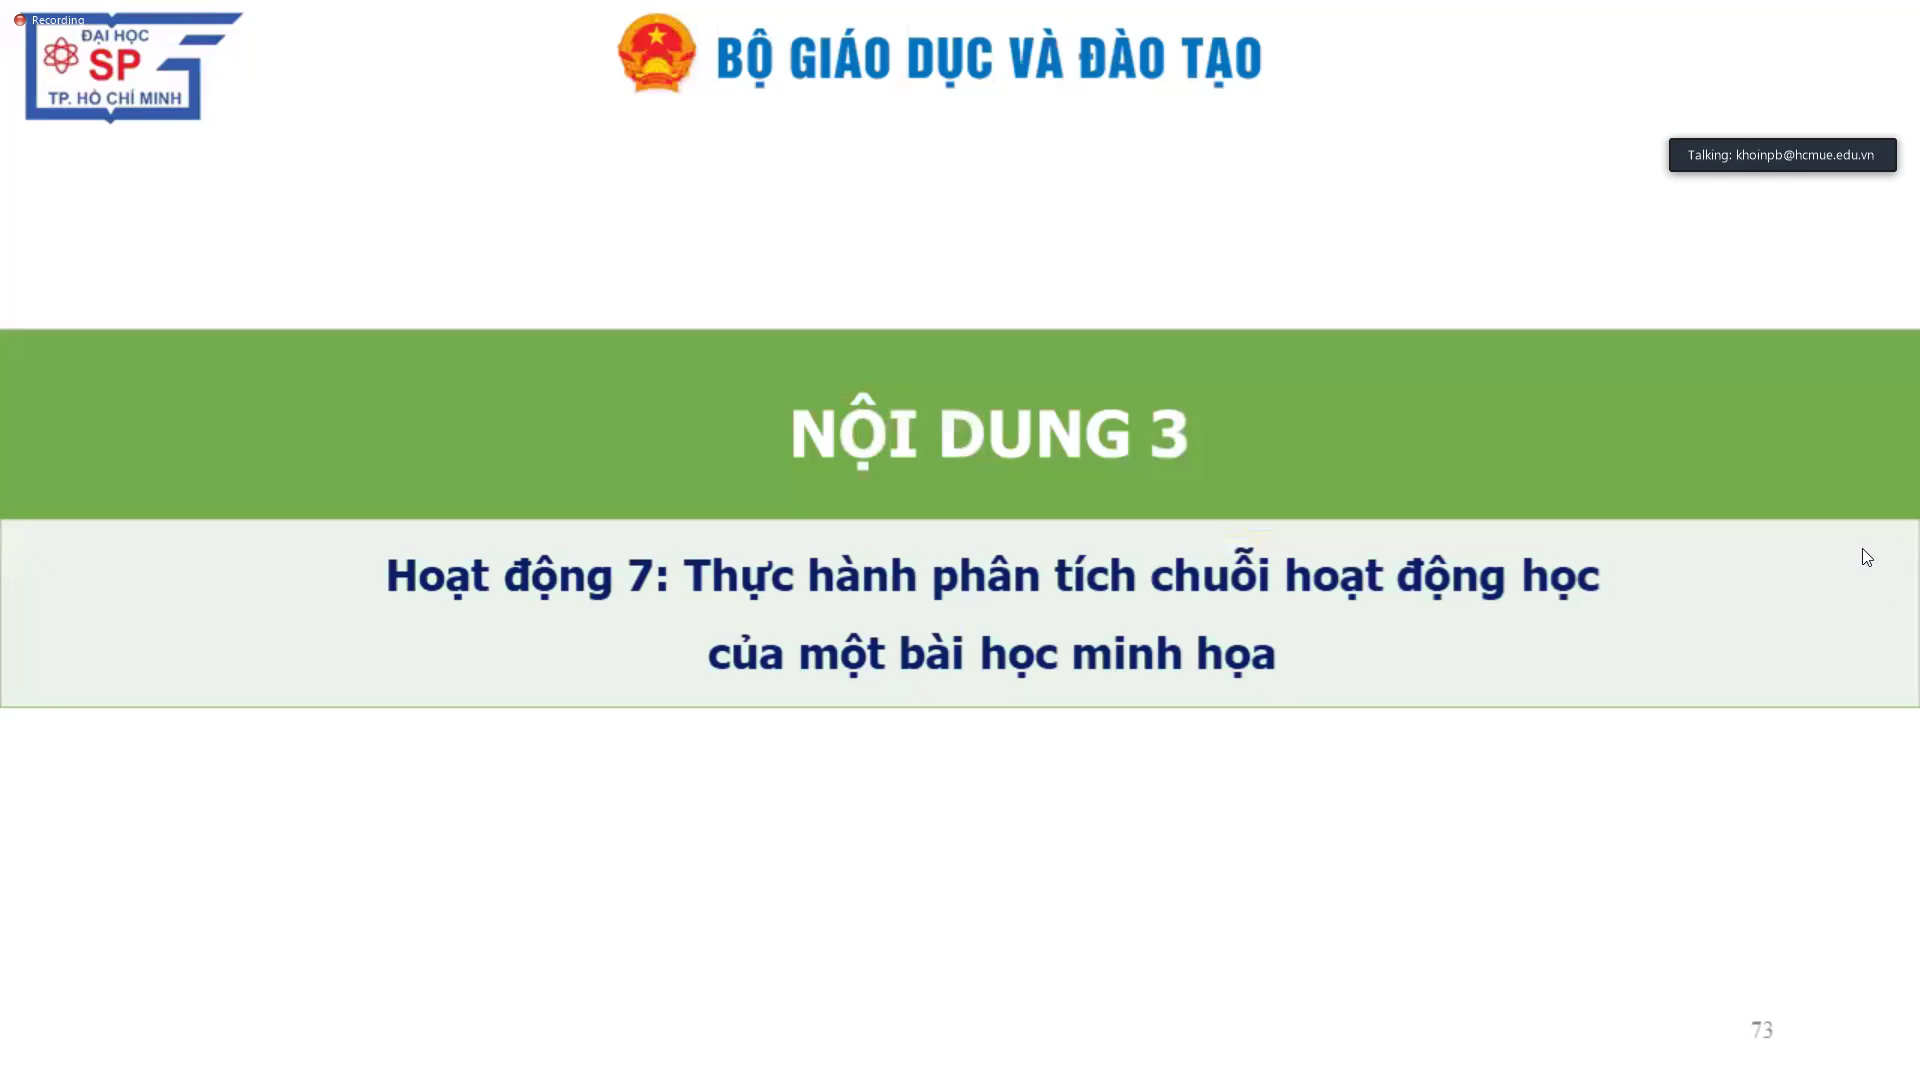 Recording
ĐẠI HỌC
SP
TP. HỒ CHÍ MINH
BỘ GIÁO DỤC VÀ ĐÀO TẠO
Talking: khoinpb@hcmue.edu.vn
NỘI DUNG 3
Hoạt động 7: Thực hành phân tích chuỗi hoạt động học
của một bài học minh họa
73